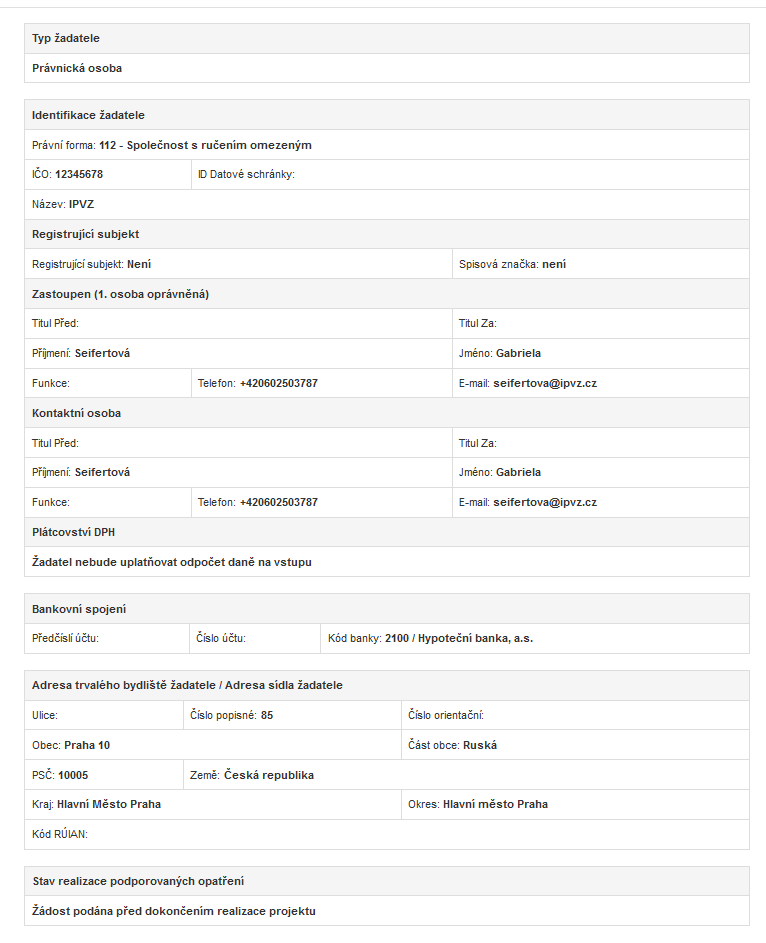 Typ žadatele
Právnická osoba
Identifikace žadatele
Právní forma: 112 - Společnost s ručením omezeným
IČO: 12345678 ID Datové schránky:
Název: IPVZ
Registrující subjekt
Registrující subjekt: Není Spisová značka: není
Zastoupen (1. osoba oprávněná)
Titul Před: Titul Za:
Příjmení: Seifertová Jméno: Gabriela
Funkce: Telefon: +420602503787 E-mail: seifertova@ipvz.cz
Kontaktní osoba
Titul Před: Titul Za:
Příjmení: Seifertová Jméno: Gabriela
Funkce: Telefon: +420602503787 E-mail: seifertova@ipvz.cz
Plátcovství DPH
Žadatel nebude uplatňovat odpočet daně na vstupu
Bankovní spojení
Předčíslí účtu: Číslo účtu: Kód banky: 2100 / Hypoteční banka, a.s.
Adresa trvalého bydliště žadatele / Adresa sídla žadatele
Ulice: Číslo popisné: 85 Číslo orientační:
Obec: Praha 10 Část obce: Ruská
PSČ: 10005 Země: Česká republika
Kraj: Hlavní Město Praha Okres: Hlavní město Praha
Kód RÚIAN:
Stav realizace podporovaných opatření
Žádost podána před dokončením realizace projektu